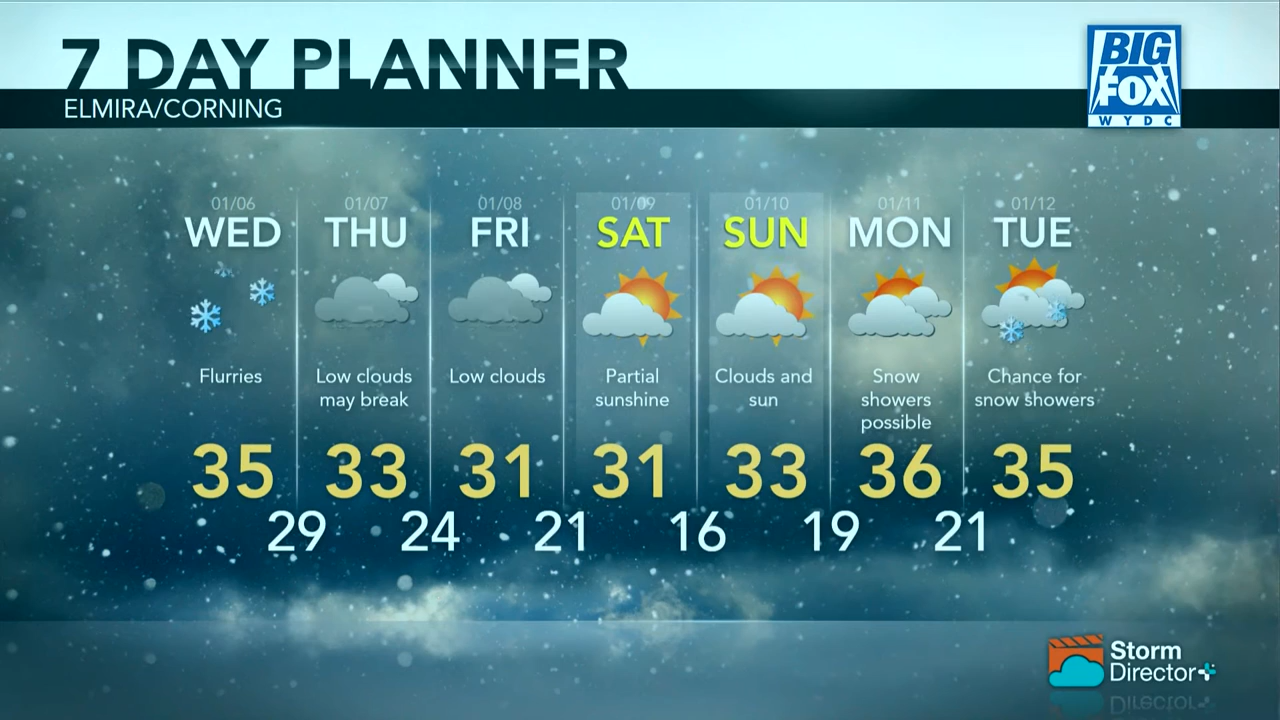 7 DAY PLANNER
ELMIRA/CORNING
BIG
FOX
WYDC
01/06 01/07 01/08 01/09 01/10 01/11 01/12
WED THU FRI SAT SUN MON TUE
Flurries
Low clouds
may break
Low clouds
Partial
sunshine
Clouds and
sun
Snow
showers
possible
Chance for
snow showers
35 33 31 31 33 36 35
29 24 21 16 19 21
Storm
Director+